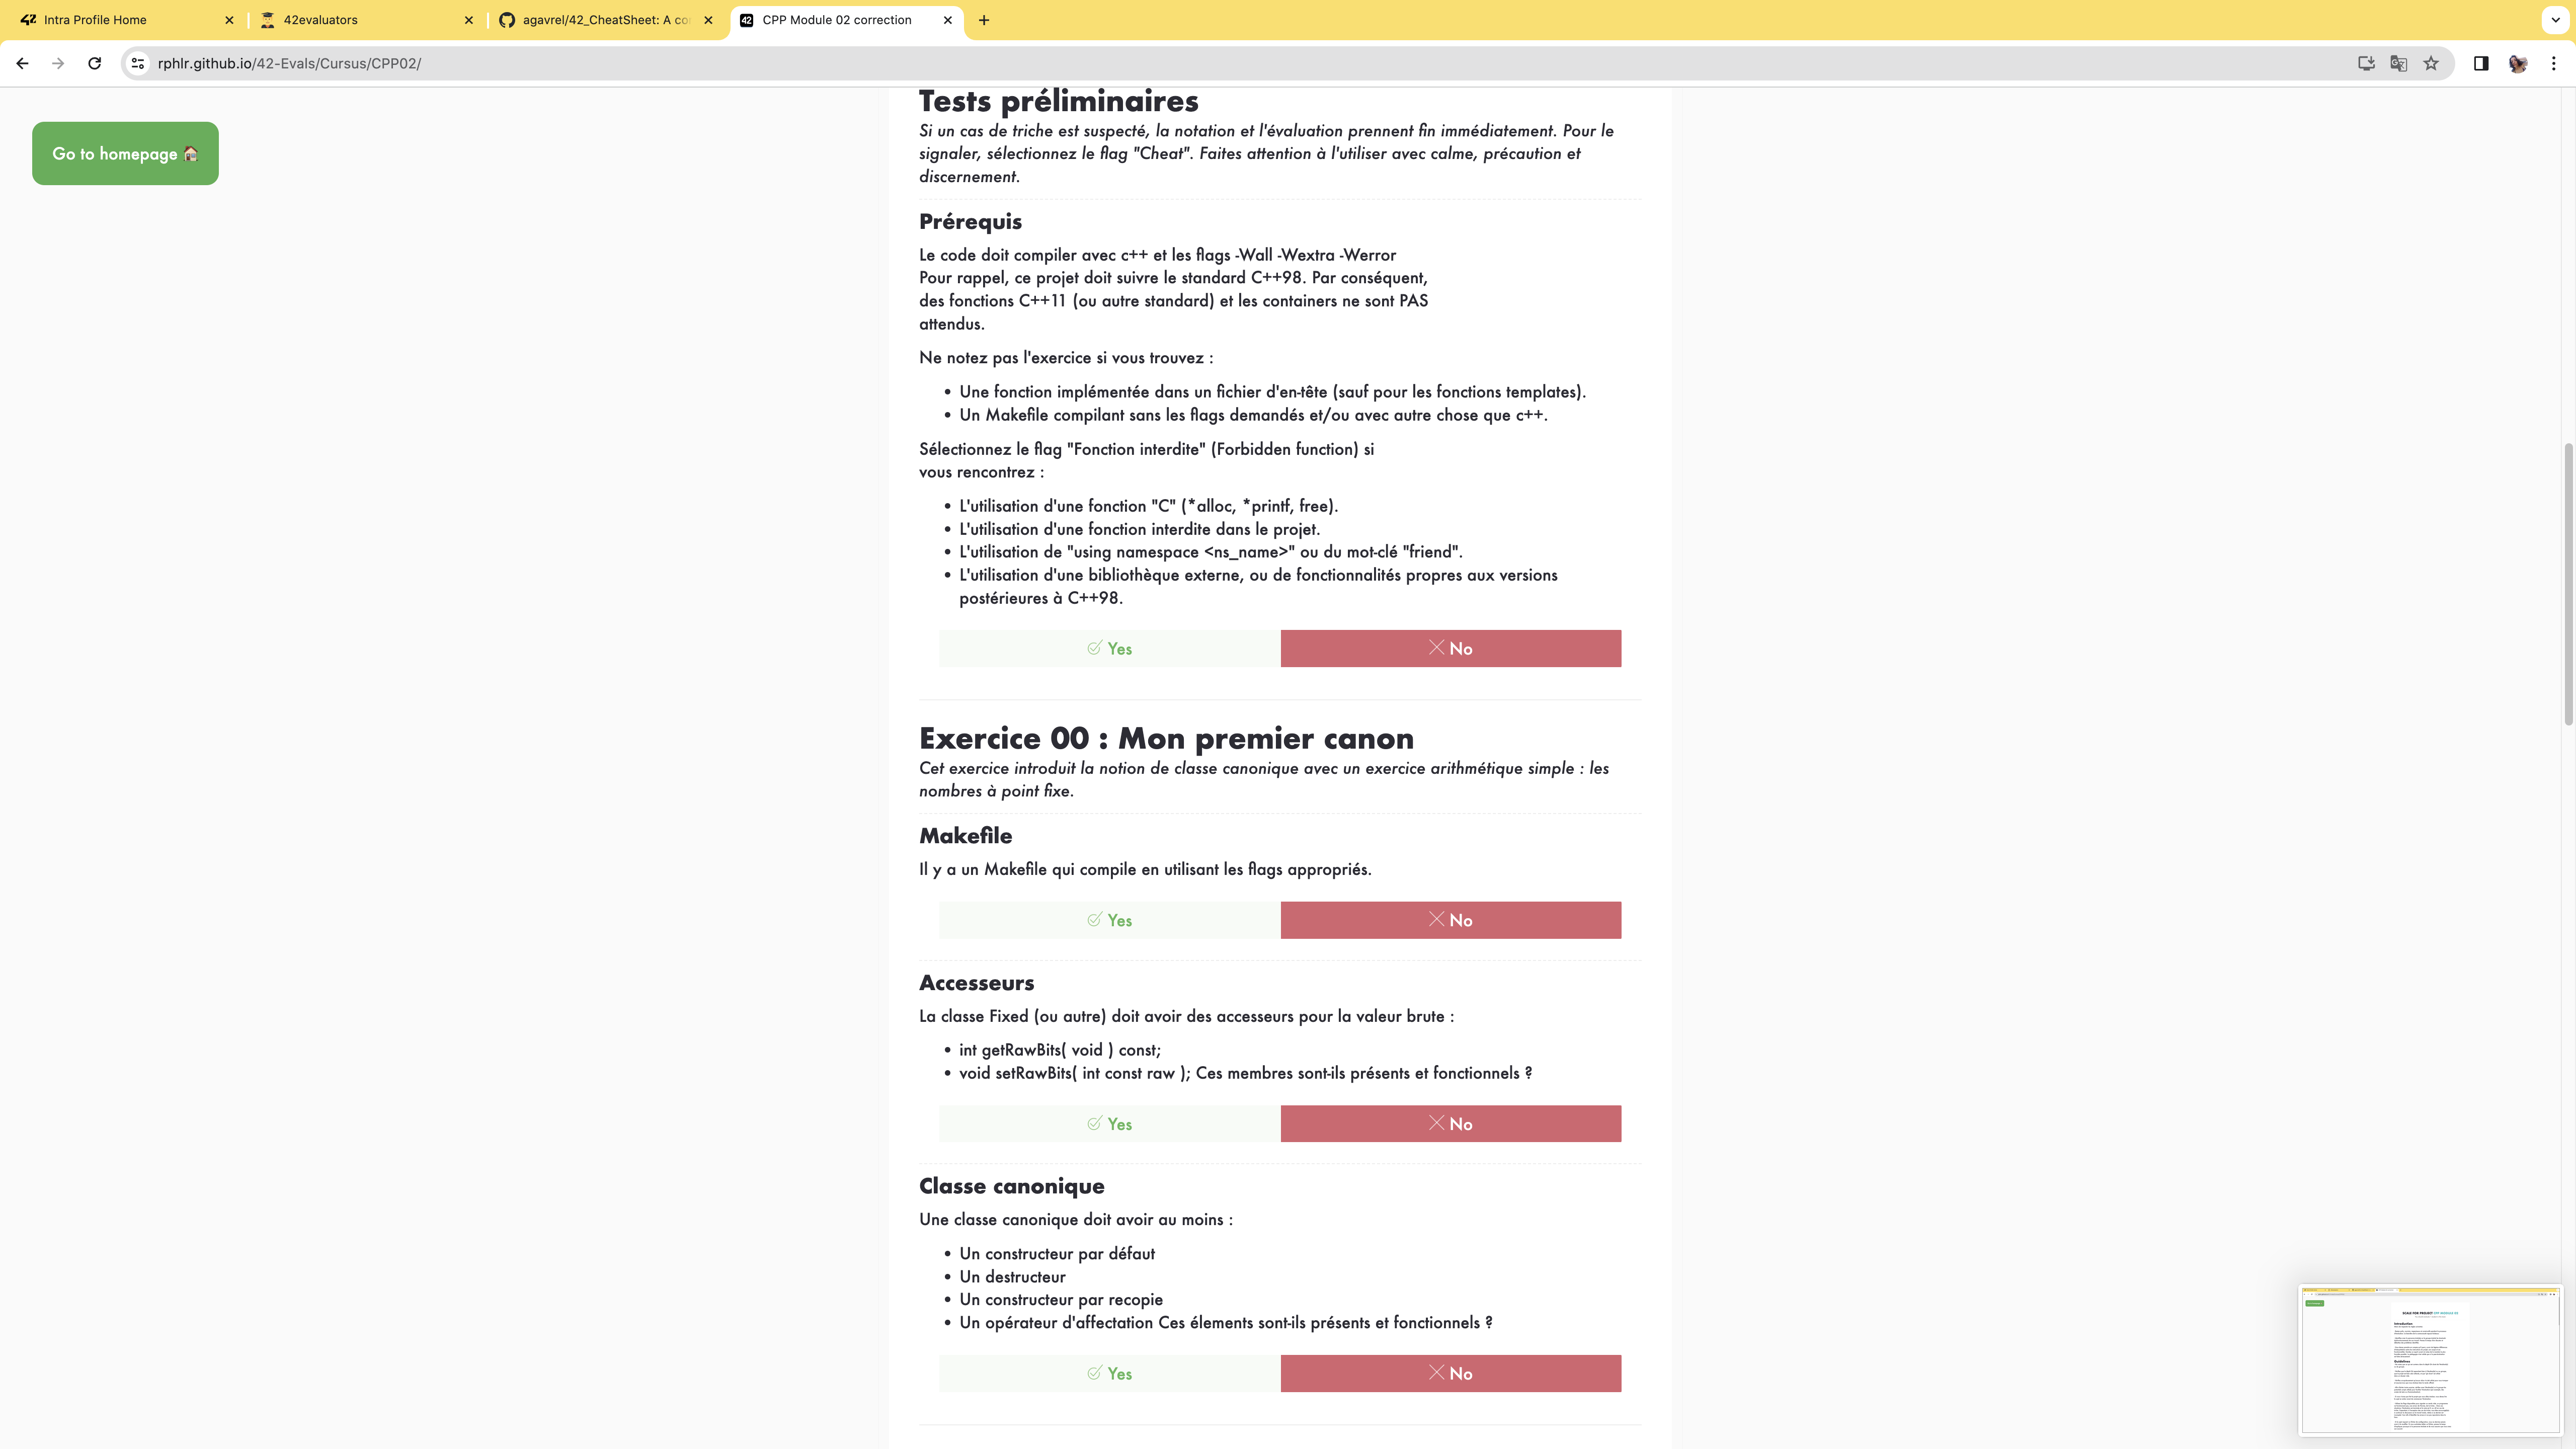 Intra Profile Home
42evaluators
agavrel/42_CheatSheet: A co
CPP Module 02 correction
rphlr.github.io/42-Evals/Cursus/CPP02/
Go to homepage
Tests préliminaires
Si un cas de triche est suspecté, la notation et l'évaluation prennent fin immédiatement. Pour le
signaler, sélectionnez le flag "Cheat". Faites attention à l'utiliser avec calme, précaution et
discernement.
Prérequis
Le code doit compiler avec c++ et les flags -Wall -Wextra -Werror
Pour rappel, ce projet doit suivre le standard C++98. Par conséquent,
des fonctions C++11 (ou autre standard) et les containers ne sont PAS
attendus.
Ne notez pas l'exercice si vous trouvez :
• Une fonction implémentée dans un fichier d'en-tête (sauf pour les fonctions templates).
• Un Makefile compilant sans les flags demandés et/ou avec autre chose que c++.
Sélectionnez le flag "Fonction interdite" (Forbidden function) si
vous rencontrez :
• L'utilisation d'une fonction "C" (*alloc, *printf, free).
• L'utilisation d'une fonction interdite dans le projet.
• L'utilisation de "using namespace <ns_name>" ou du mot-clé "friend".
• L'utilisation d'une bibliothèque externe, ou de fonctionnalités propres aux versions
postérieures à C++98.
Yes No
Exercice 00 : Mon premier canon
Cet exercice introduit la notion de classe canonique avec un exercice arithmétique simple : les
nombres à point fixe.
Makefile
Il y a un Makefile qui compile en utilisant les flags appropriés.
Yes No
Accesseurs
La classe Fixed (ou autre) doit avoir des accesseurs pour la valeur brute :
• int getRawBits( void ) const;
• void setRawBits( int const raw ); Ces membres sont-ils présents et fonctionnels ?
Yes No
Classe canonique
Une classe canonique doit avoir au moins :
• Un constructeur par défaut
• Un destructeur
• Un constructeur par recopie
• Un opérateur d'affectation Ces élements sont-ils présents et fonctionnels ?
Yes No